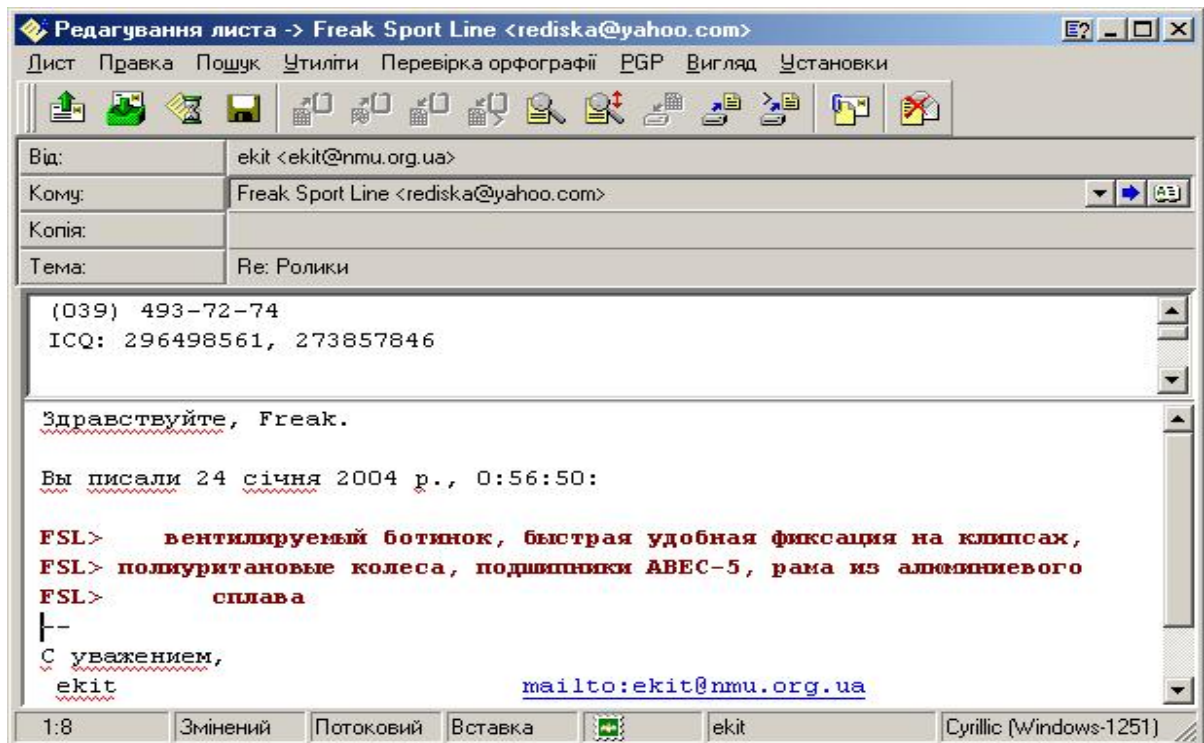 Редагування листа -> Freak Sport Line <rediska@yahoo.com>
Лист Правка Пошук Утиліти Перевірка орфографії PGP Вигляд Установки
Від: ekit <ekit@nmu.org.ua>
Кому: Freak Sport Line <rediska@yahoo.com>
Копія:
Тема: Re: Ролики
(039) 493-72-74
ICQ: 296498561, 273857846
Здравствуйте, Freak.
Вы писали 24 січня 2004 р., 0:56:50:
FSL> вентилируемый ботинок, быстрая удобная фиксация на клипсах,
FSL> полиуритановые колеса, подшипники ABEC-5, рама из алюминиевого
FSL> сплава
--
С уважением,
ekit mailto:ekit@nmu.org.ua
1:8 Змінений Потоковий Вставка ekit Cyrillic (Windows-1251)